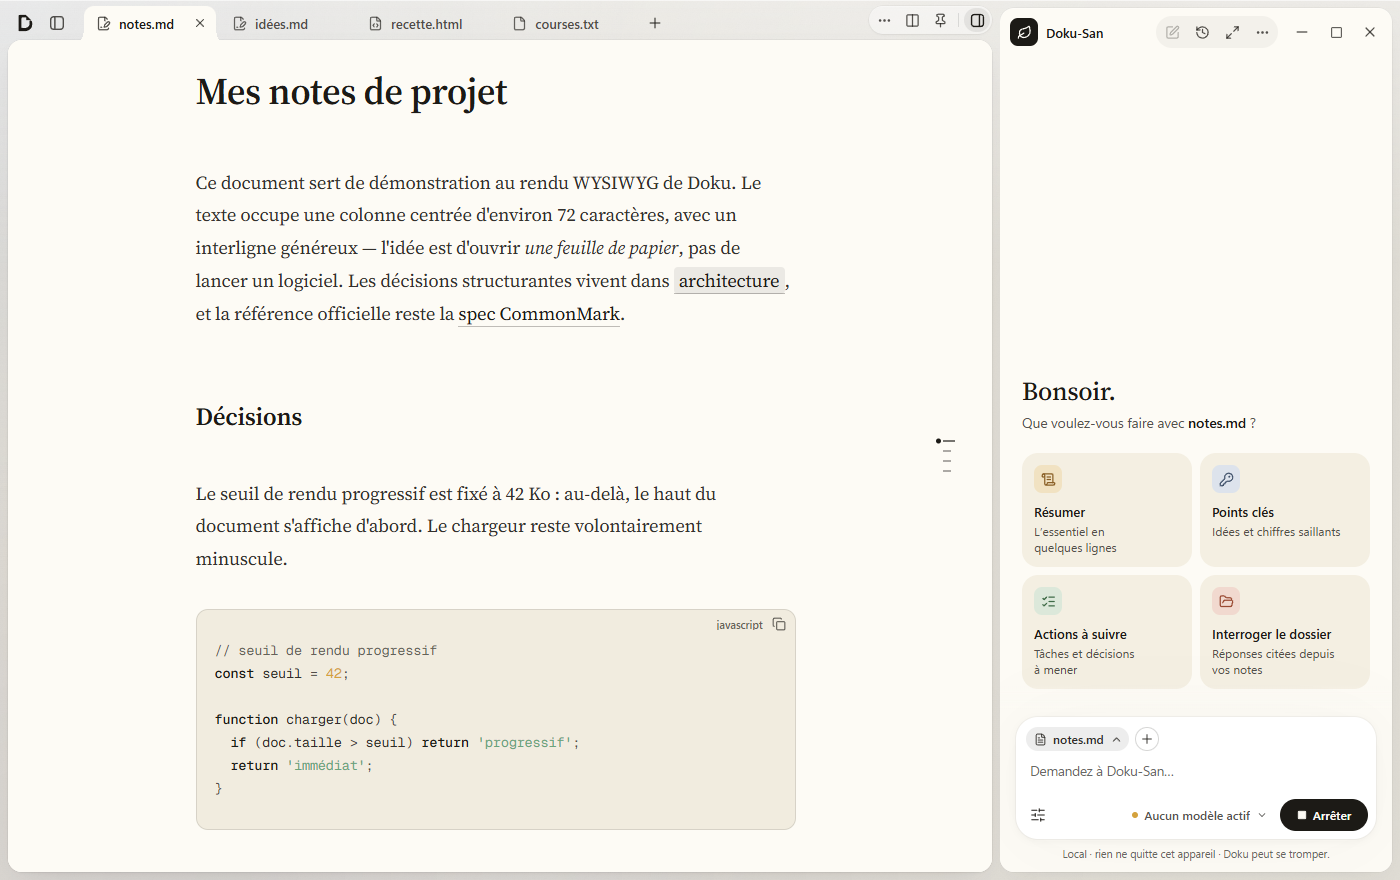 notes.md
idées.md
recette.html
courses.txt
Mes notes de projet
Ce document sert de démonstration au rendu WYSIWYG de Doku. Le
texte occupe une colonne centrée d'environ 72 caractères, avec un
interligne généreux — l'idée est d'ouvrir une feuille de papier, pas de
lancer un logiciel. Les décisions structurantes vivent dans architecture ,
et la référence officielle reste la spec CommonMark.
Décisions
Le seuil de rendu progressif est fixé à 42 Ko : au-delà, le haut du
document s'affiche d'abord. Le chargeur reste volontairement
minuscule.
javascript
// seuil de rendu progressif
const seuil = 42;
function charger(doc) {
  if (doc.taille > seuil) return 'progressif';
  return 'immédiat';
}
Doku-San
Bonsoir.
Que voulez-vous faire avec notes.md ?
Résumer
L'essentiel en
quelques lignes
Points clés
Idées et chiffres saillants
Actions à suivre
Tâches et décisions
à mener
Interroger le dossier
Réponses citées depuis
vos notes
notes.md
Demandez à Doku-San...
Aucun modèle actif
Arrêter
Local · rien ne quitte cet appareil · Doku peut se tromper.